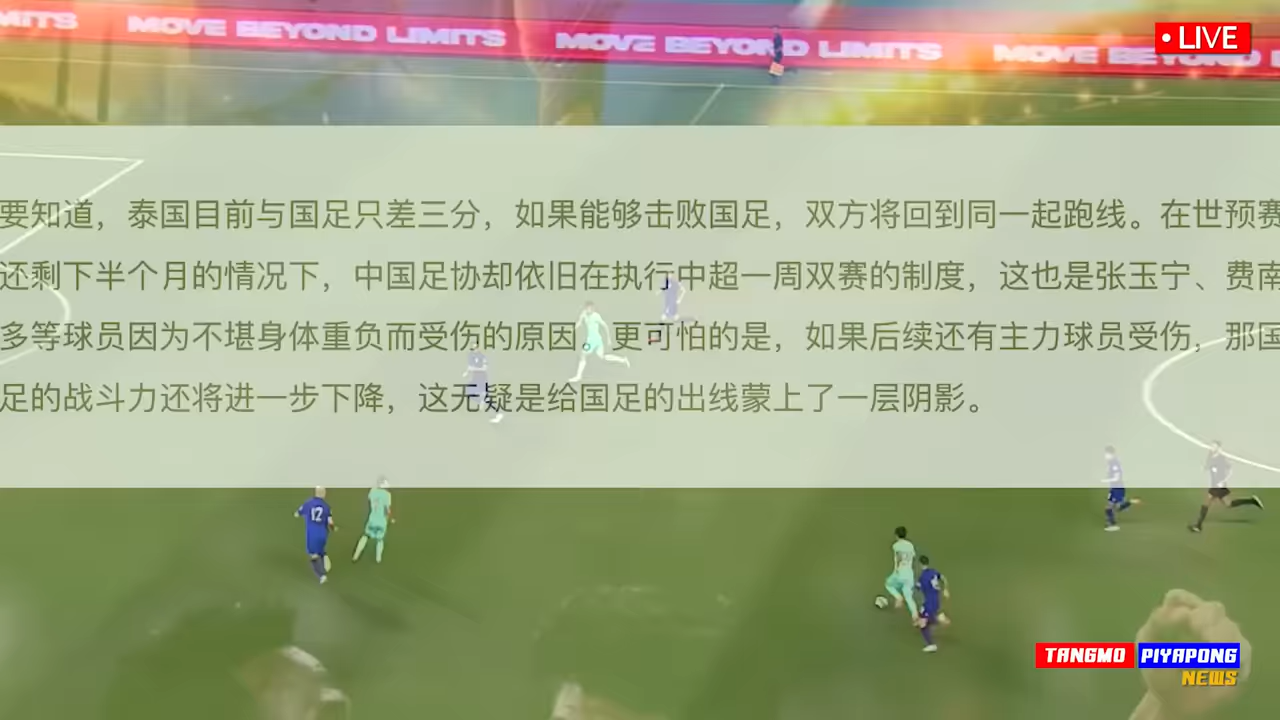 MITS MOVE BEYOND LIMITS MOVE BEYOND LIMITS MOVE BEYOND L
• LIVE
要知道，泰国目前与国足只差三分，如果能够击败国足，双方将回到同一起跑线。在世预赛
还剩下半个月的情况下，中国足协却依旧在执行中超一周双赛的制度，这也是张玉宁、费南
多等球员因为不堪身体重负而受伤的原因。更可怕的是，如果后续还有主力球员受伤，那国
足的战斗力还将进一步下降，这无疑是给国足的出线蒙上了一层阴影。
12
TANGMO PIYAPONG
NEWS